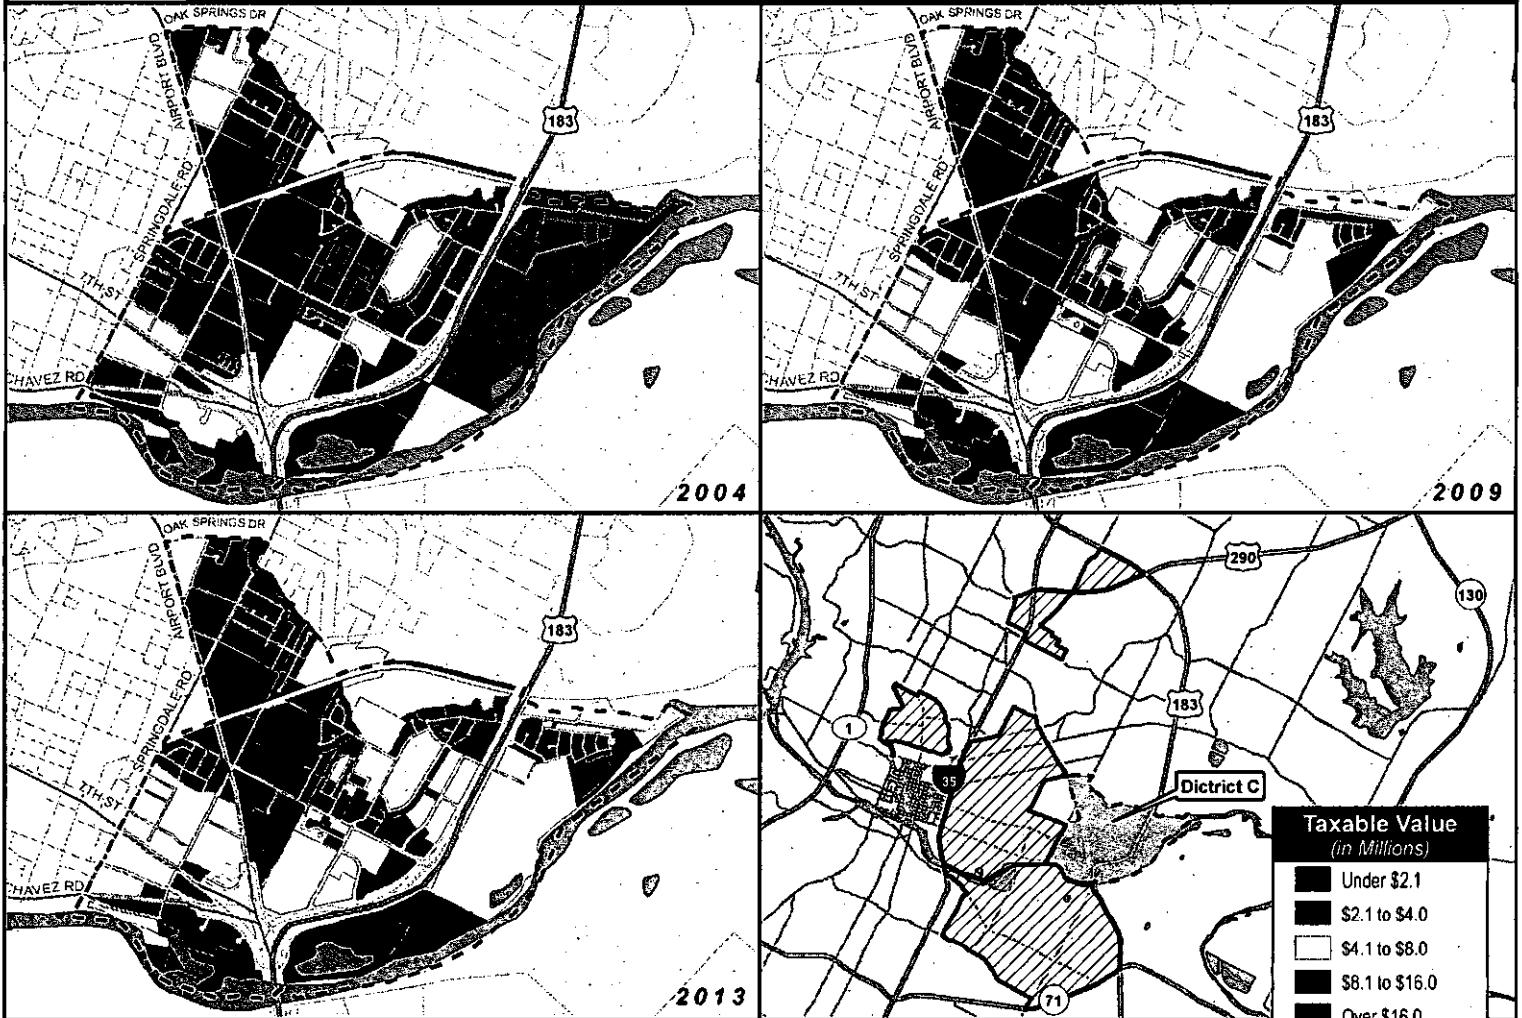 OAK SPRINGS DR
AIRPORT BLVD
183
SPRINGDALE RD
7TH ST
CHAVEZ RD
2004
OAK SPRINGS DR
AIRPORT BLVD
183
SPRINGDALE RD
7TH ST
CHAVEZ RD
2009
OAK SPRINGS DR
AIRPORT BLVD
183
SPRINGDALE RD
7TH ST
CHAVEZ RD
2013
290
130
183
1
35
Dictrict C
71
Taxable Value
(in Millions)
Under $2.1
$2.1 to $4.0
$4.1 to $8.0
$8.1 to $16.0
Over $16.0